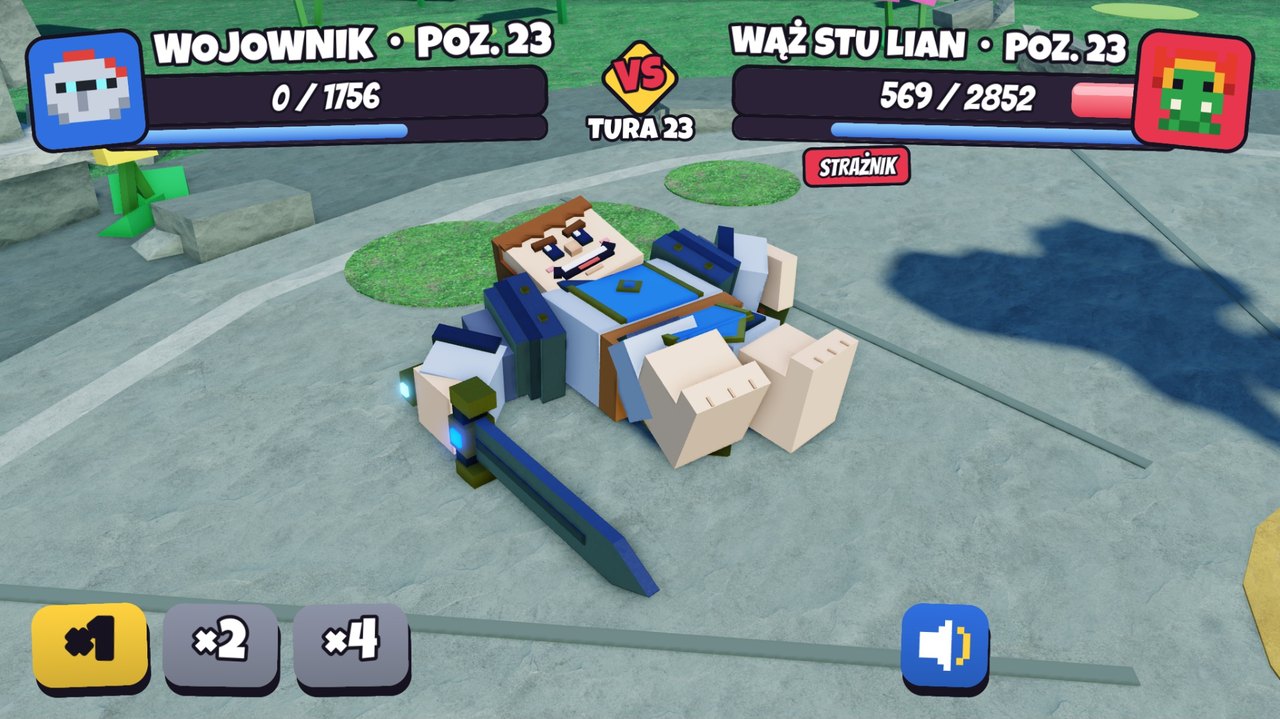 WOJOWNIK • POZ. 23
0 / 1756
VS
TURA 23
WĄŻ STU LIAN • POZ. 23
569 / 2852
STRAŻNIK
×1
×2
×4